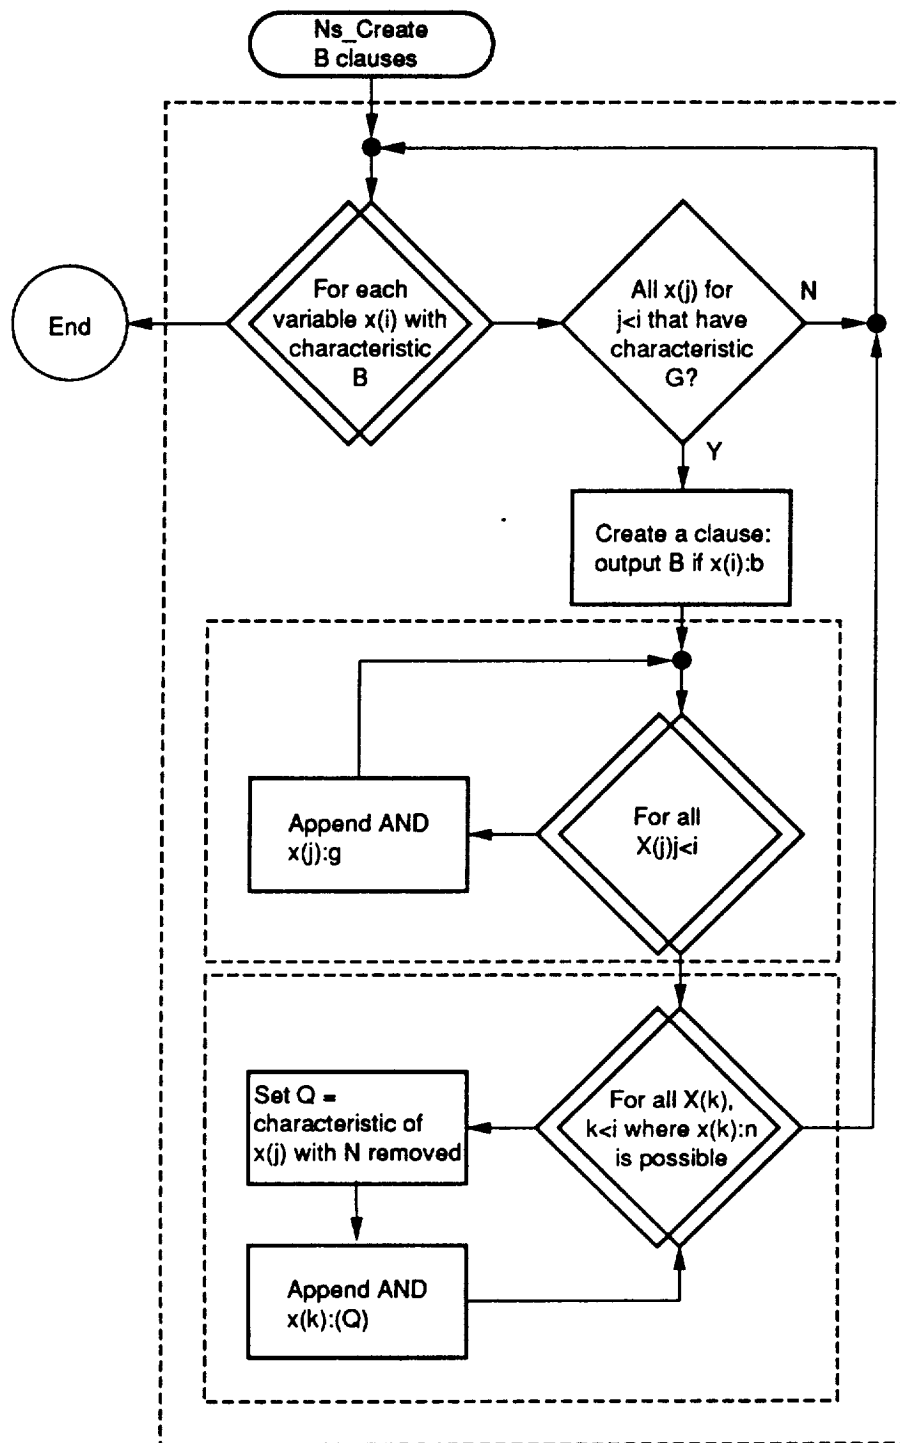 Ns_Create
B clauses
For each
variable x(i) with
characteristic
B
All x(j) for
j<i that have
characteristic
G?
N
End
Y
Create a clause:
output B if x(i):b
Append AND
x(j):g
For all
X(j)j<i
Set Q =
characteristic of
x(j) with N removed
For all X(k),
k<i where x(k):n
is possible
Append AND
x(k):(Q)